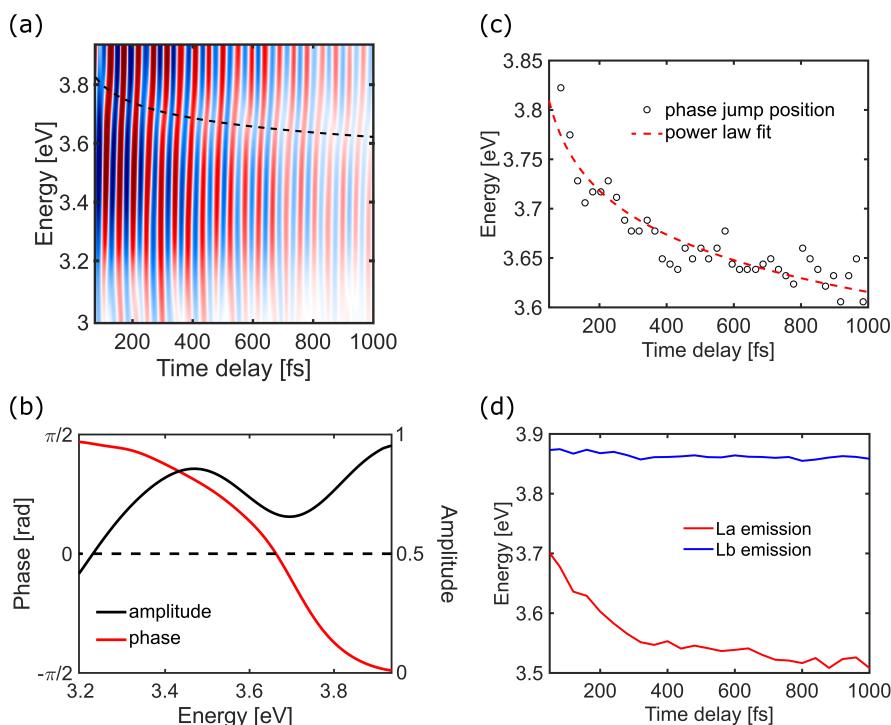 (a)
3.8
3.6
3.4
3.2
3
Energy [eV]
200 400 600 800 1000
Time delay [fs]
(c)
3.85
3.8
3.75
3.7
3.65
3.6
Energy [eV]
phase jump position
power law fit
200 400 600 800 1000
Time delay [fs]
(b)
π/2
0
-π/2
Phase [rad]
1
0.5
0
Amplitude
amplitude
phase
3.2 3.4 3.6 3.8
Energy [eV]
(d)
3.9
3.8
3.7
3.6
3.5
Energy [eV]
La emission
Lb emission
200 400 600 800 1000
Time delay [fs]